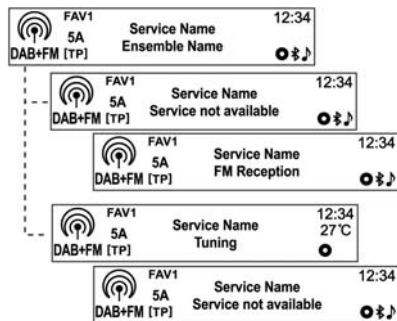 FAV1
12:34
5A
Service Name
Ensemble Name
DAB+FM [TP]
FAV1
12:34
5A
Service Name
Service not available
DAB+FM [TP]
FAV1
12:34
5A
Service Name
FM Reception
DAB+FM [TP]
FAV1
12:34
5A
Service Name
27℃
Tuning
DAB+FM [TP]
FAV1
12:34
5A
Service Name
Service not available
DAB+FM [TP]